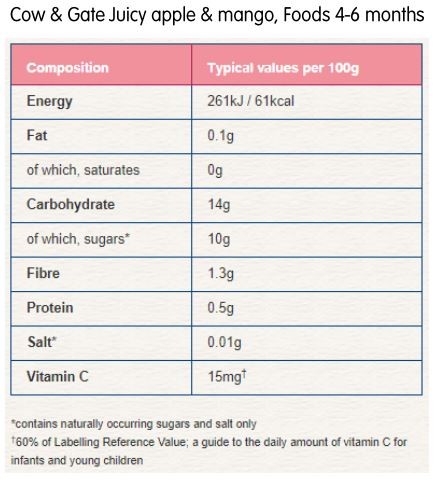 Cow & Gate Juicy apple & mango, Foods 4-6 months
Composition Typical values per 100g
Energy 261kJ / 61kcal
Fat 0.1g
of which, saturates 0g
Carbohydrate 14g
of which, sugars* 10g
Fibre 1.3g
Protein 0.5g
Salt* 0.01g
Vitamin C 15mg†
*contains naturally occurring sugars and salt only
†60% of Labelling Reference Value; a guide to the daily amount of vitamin C for
infants and young children